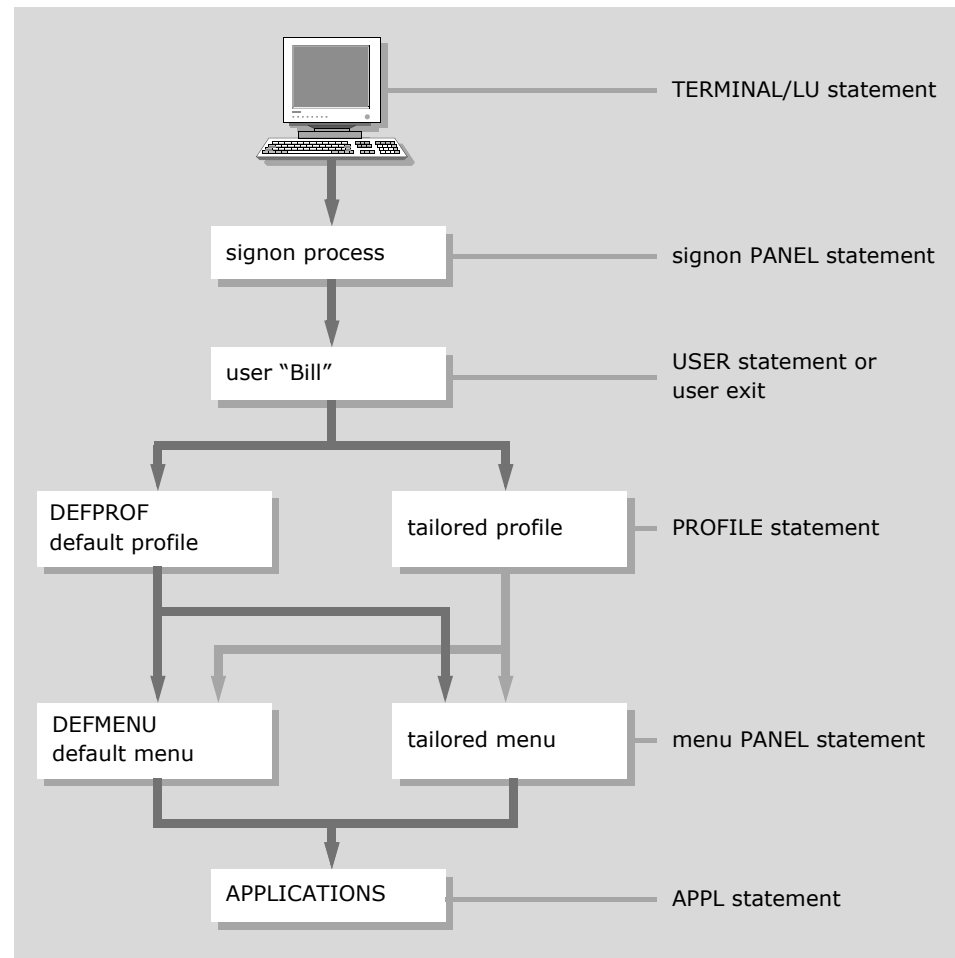 TERMINAL/LU statement
signon process
signon PANEL statement
user “Bill”
USER statement or
user exit
DEFPROF
default profile
tailored profile
PROFILE statement
DEFMENU
default menu
tailored menu
menu PANEL statement
APPLICATIONS
APPL statement